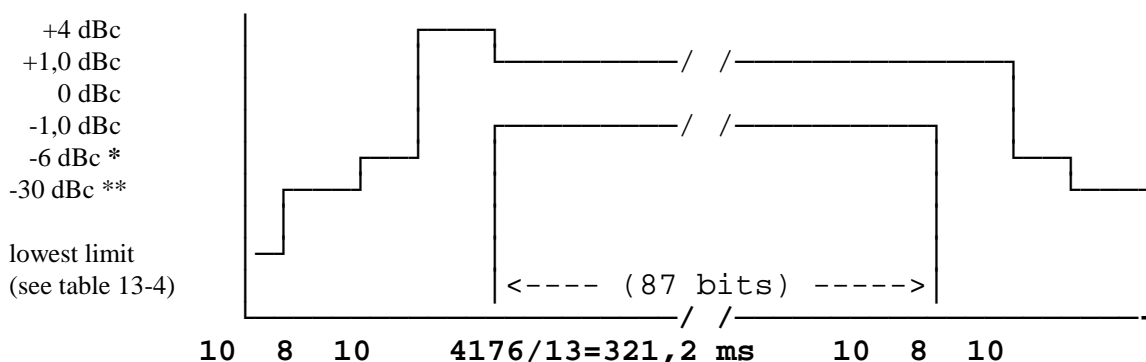 +4 dBc
+1,0 dBc
0 dBc
-1,0 dBc
-6 dBc *
-30 dBc **
lowest limit
(see table 13-4)
<---- (87 bits) ----->
10 8 10 4176/13=321,2 ms 10 8 10